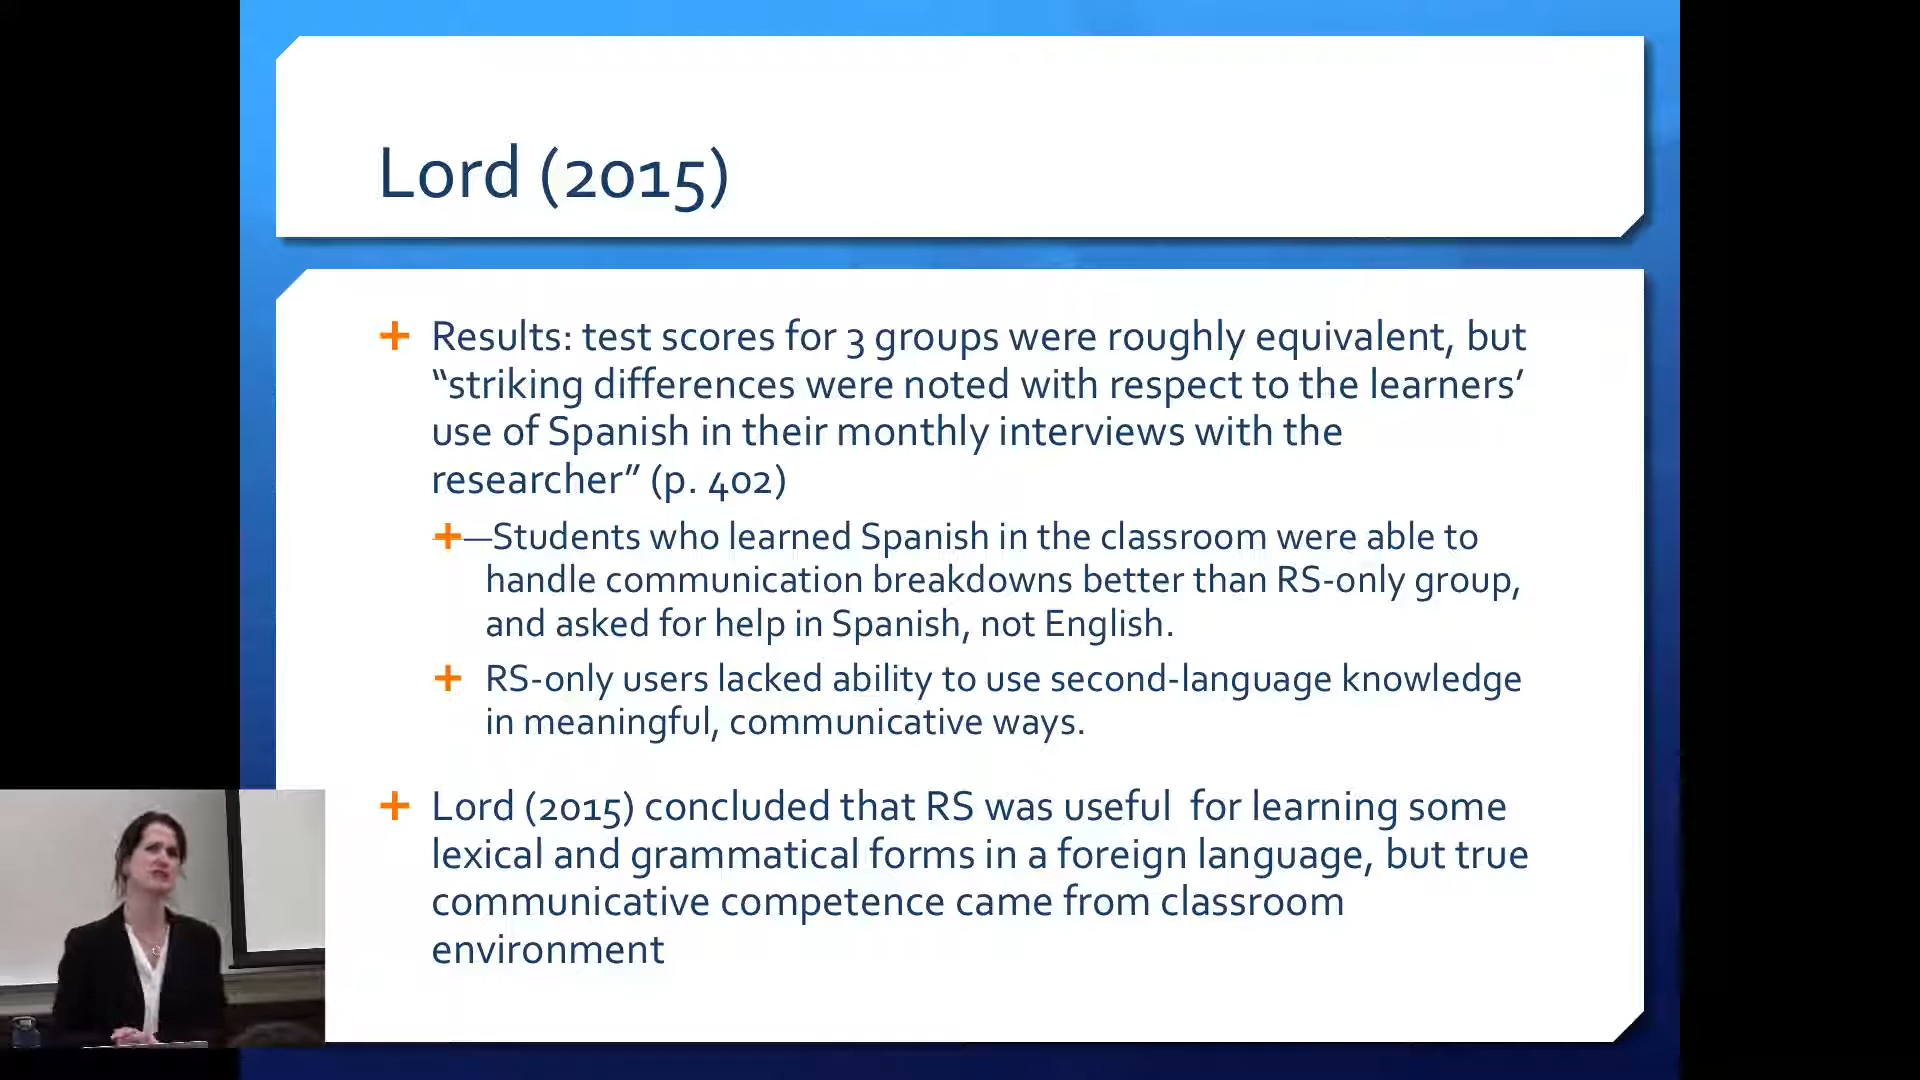 Lord (2015)
+ Results: test scores for 3 groups were roughly equivalent, but
“striking differences were noted with respect to the learners’
use of Spanish in their monthly interviews with the
researcher” (p. 402)
+ —Students who learned Spanish in the classroom were able to
handle communication breakdowns better than RS-only group,
and asked for help in Spanish, not English.
+ RS-only users lacked ability to use second-language knowledge
in meaningful, communicative ways.
+ Lord (2015) concluded that RS was useful  for learning some
lexical and grammatical forms in a foreign language, but true
communicative competence came from classroom
environment